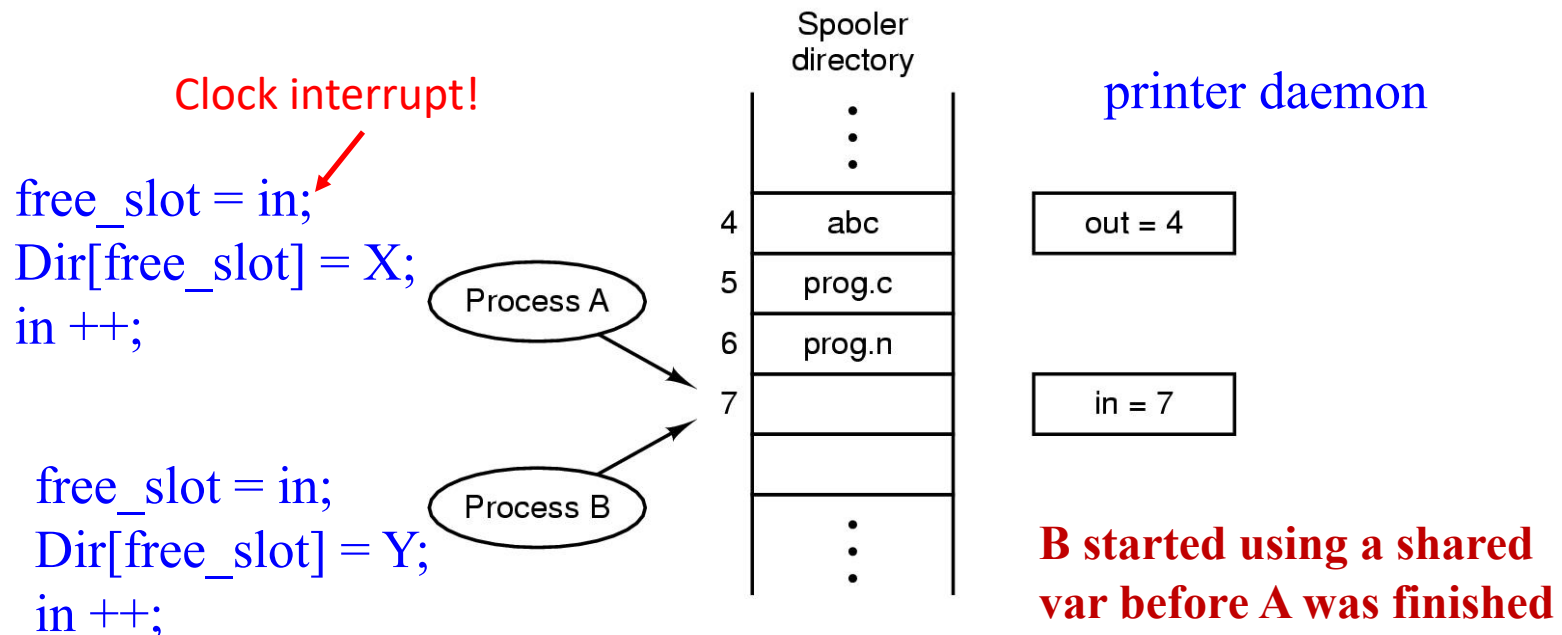 Spooler
directory
Clock interrupt!
printer daemon
free_slot = in;
Dir[free_slot] = X;
in ++;
Process A
4
abc
out = 4
5
prog.c
6
prog.n
7
in = 7
free_slot = in;
Dir[free_slot] = Y;
in ++;
Process B
B started using a shared
var before A was finished